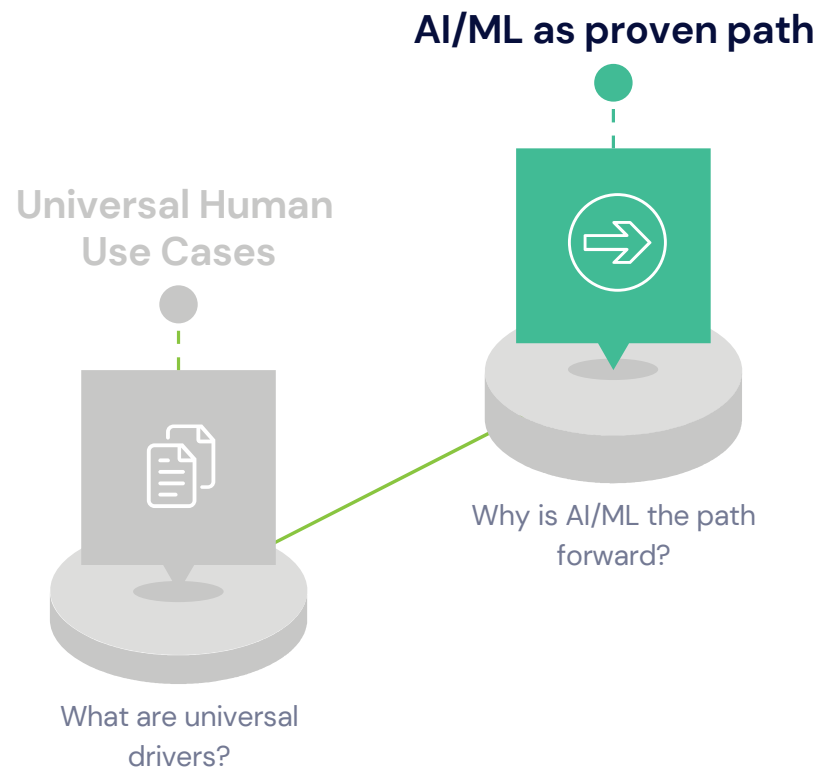 AI/ML as proven path
Universal Human
Use Cases
Why is AI/ML the path
forward?
What are universal
drivers?